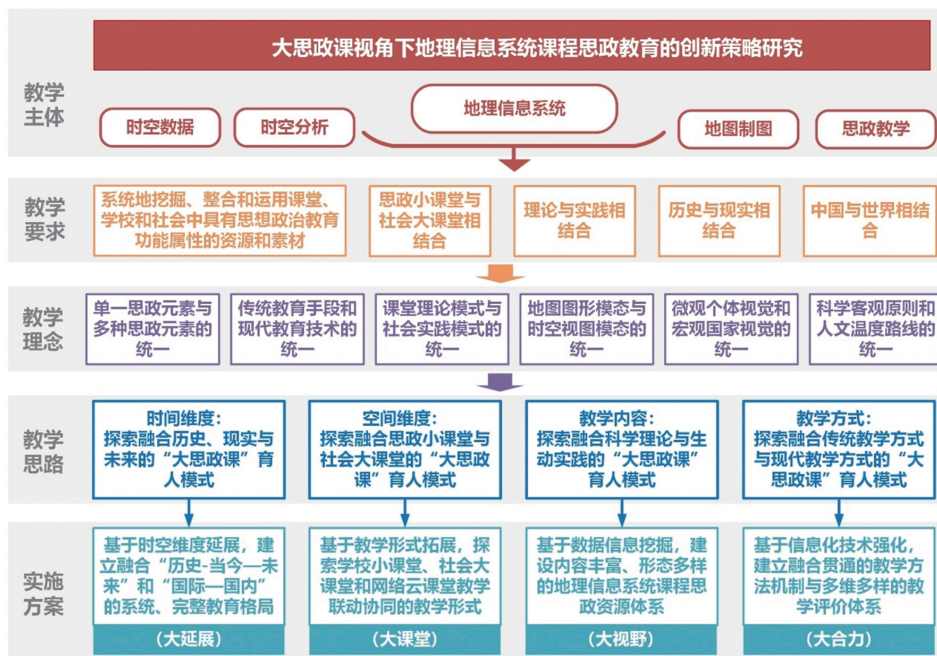 大思政课视角下地理信息系统课程思政教育的创新策略研究
教学
主体
地理信息系统
时空数据
时空分析
地图制图
思政教学
教学
要求
系统地挖掘、整合和运用课堂、
学校和社会中具有思想政治教育
功能属性的资源和素材
思政小课堂与
社会大课堂相
结合
理论与实践相
结合
历史与现实相
结合
中国与世界相结
合
教学
理念
单一思政元素与
多种思政元素的
统一
传统教育手段和
现代教育技术的
统一
课堂理论模式与
社会实践模式的
统一
地图图形模态与
时空视图模态的
统一
微观个体视觉和
宏观国家视觉的
统一
科学客观原则和
人文温度路线的
统一
教学
思路
时间维度：
探索融合历史、现实与
未来的“大思政课”育
人模式
空间维度：
探索融合思政小课堂与
社会大课堂的“大思政
课”育人模式
教学内容：
探索融合科学理论与生
动实践的“大思政课”
育人模式
教学方式：
探索融合传统教学方式
与现代教学方式的“大
思政课”育人模式
实施
方案
基于时空维度延展，建
立融合“历史-当今—未
来”和“国际—国内”
的系统、完整教育格局
（大延展）
基于教学形式拓展，探
索学校小课堂、社会大
课堂和网络云课堂教学
联动协同的教学形式
（大课堂）
基于数据信息挖掘，建
设内容丰富、形态多样
的地理信息系统课程思
政资源体系
（大视野）
基于信息化技术强化，
建立融合贯通的教学方
法机制与多维多样的教
学评价体系
（大合力）